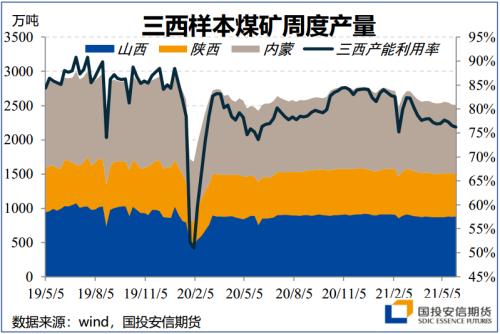 三西样本煤矿周度产量
万吨
山西 陕西 内蒙 三西产能利用率
3500 95%
3000 90%
85%
2500 80%
2000 75%
70%
1500 65%
1000 60%
55%
500 50%
0 45%
19/5/5 19/8/5 19/11/5 20/2/5 20/5/5 20/8/5 20/11/5 21/2/5 21/5/5
数据来源：wind，国投安信期货
国投安信期货
SDIC ESSENCE FUTURES